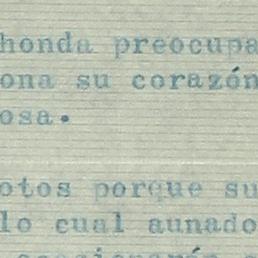 honda preocupa
ona su corazón
osa.
otos porque su
lo cual aunado